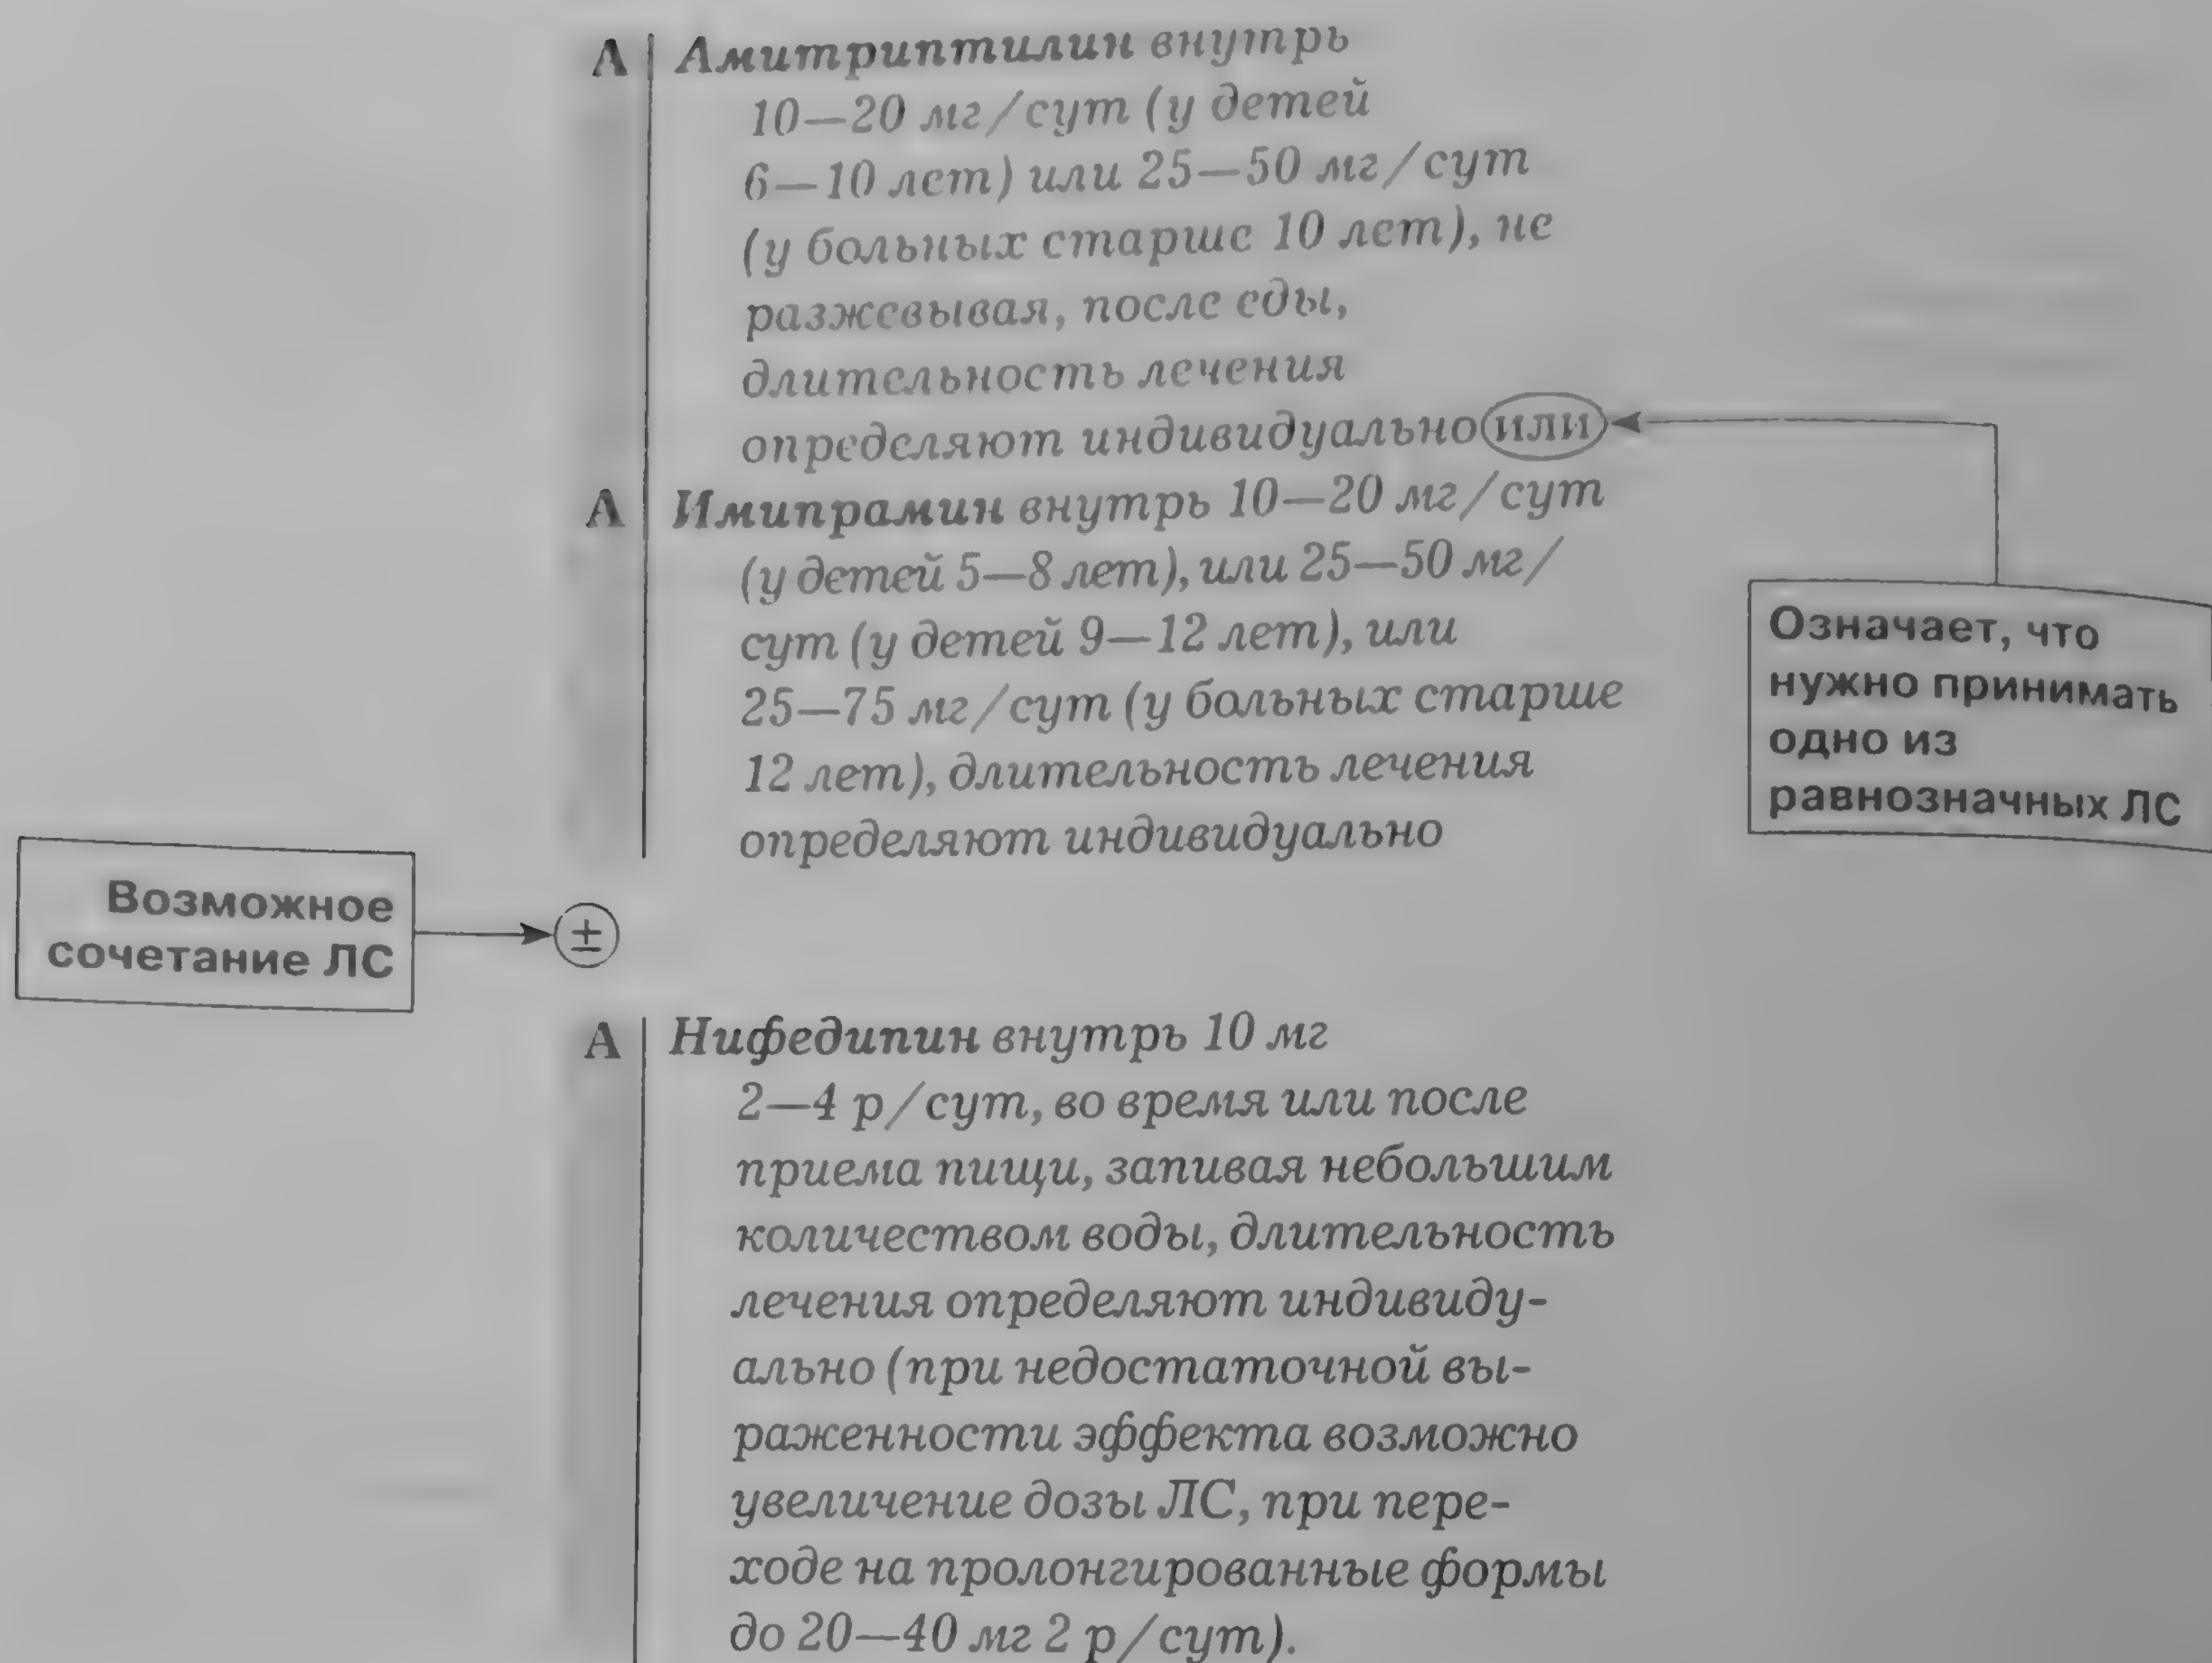 А Амитриптилин внутрь
10—20 мг/сут (у детей
6—10 лет) или 25—50 мг/сут
(у больных старше 10 лет), не
разжевывая, после еды,
длительность лечения
определяют индивидуально или
А Имипрамин внутрь 10—20 мг/сут
(у детей 5—8 лет), или 25—50 мг/
сут (у детей 9—12 лет), или
25—75 мг/сут (у больных старше
12 лет), длительность лечения
определяют индивидуально
Означает, что
нужно принимать
одно из
равнозначных ЛС
Возможное
сочетание ЛС
±
А Нифедипин внутрь 10 мг
2—4 р/сут, во время или после
приема пищи, запивая небольшим
количеством воды, длительность
лечения определяют индивиду-
ально (при недостаточной вы-
раженности эффекта возможно
увеличение дозы ЛС, при пере-
ходе на пролонгированные формы
до 20—40 мг 2 р/сут).